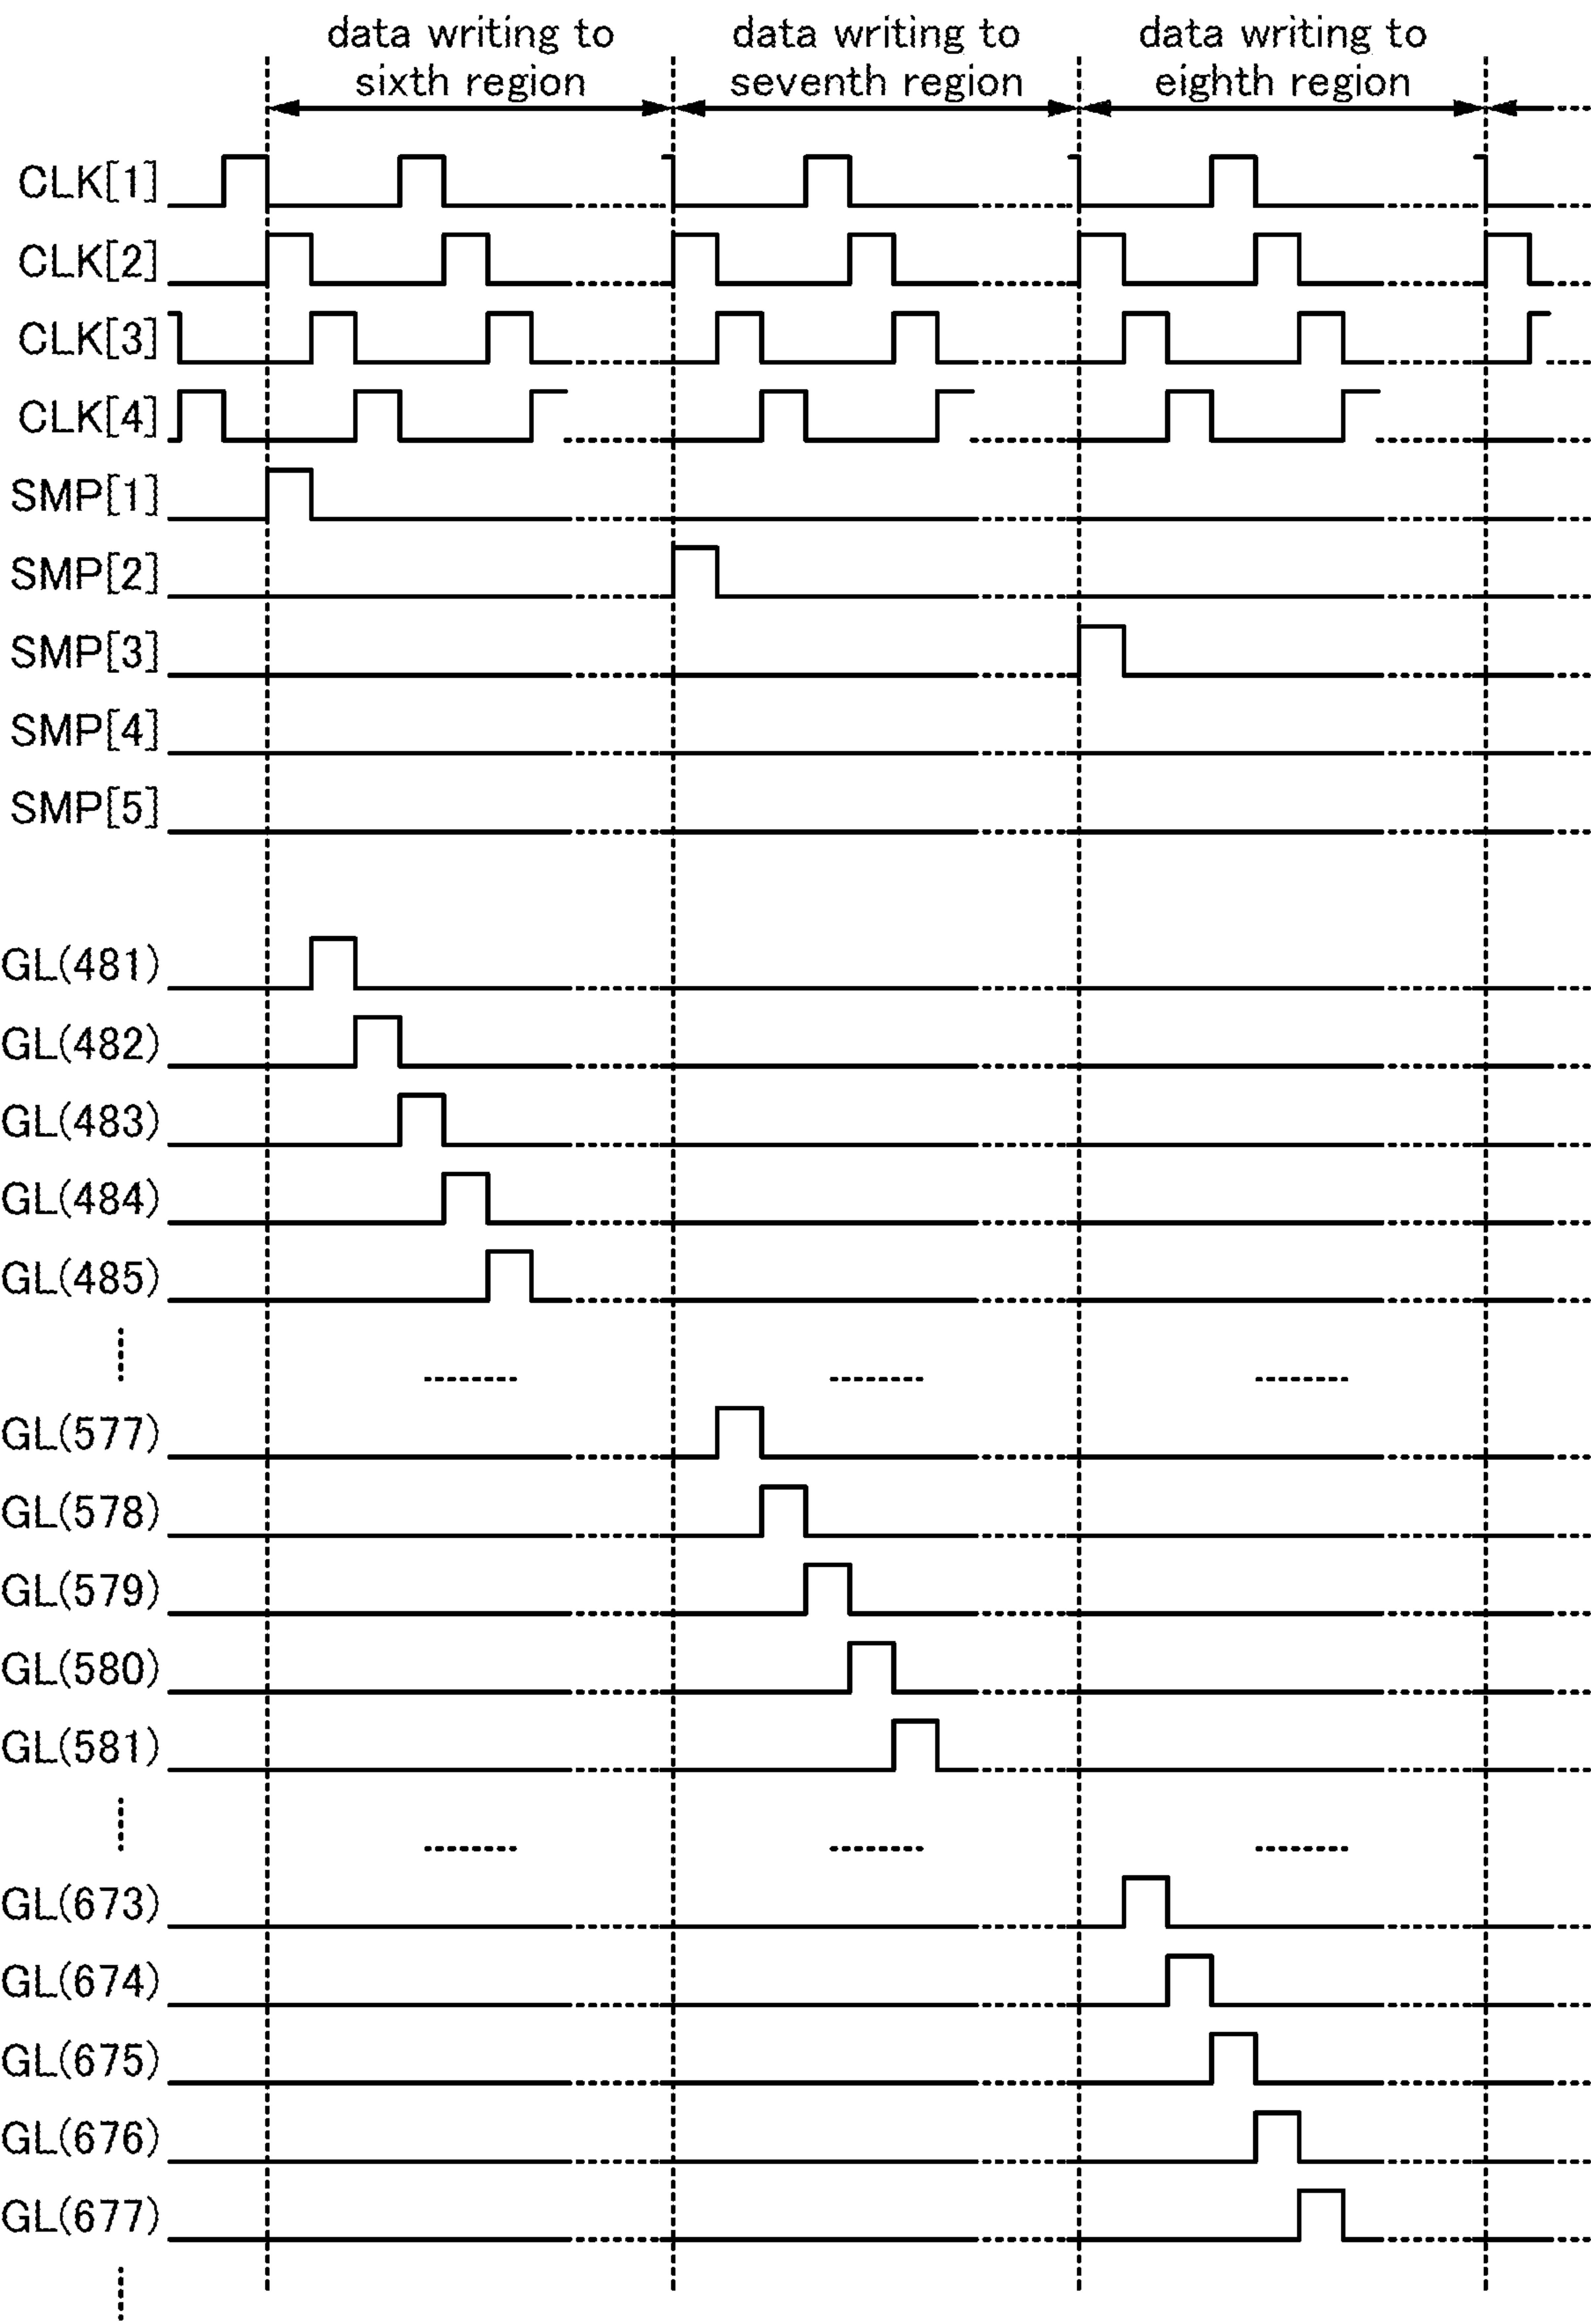 data writing to
sixth region
data writing to
seventh region
data writing to
eighth region
CLK[1]
CLK[2]
CLK[3]
CLK[4]
SMP[1]
SMP[2]
SMP[3]
SMP[4]
SMP[5]
GL(481)
GL(482)
GL(483)
GL(484)
GL(485)
GL(577)
GL(578)
GL(579)
GL(580)
GL(581)
GL(673)
GL(674)
GL(675)
GL(676)
GL(677)